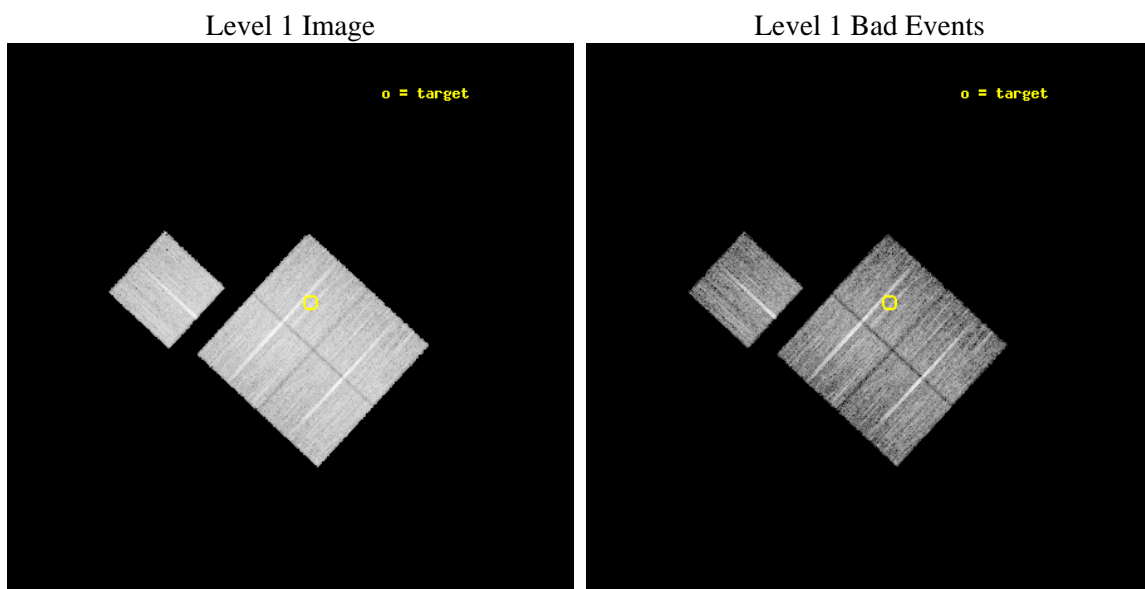 Level 1 Image
Level 1 Bad Events
o = target
o = target